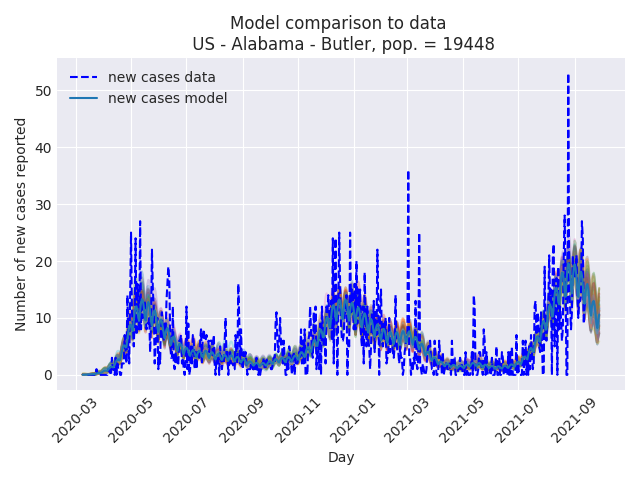 Model comparison to data
US - Alabama - Butler, pop. = 19448
new cases data
new cases model
Number of new cases reported
50
40
30
20
10
0
2020-03
2020-05
2020-07
2020-09
2020-11
2021-01
2021-03
2021-05
2021-07
2021-09
Day